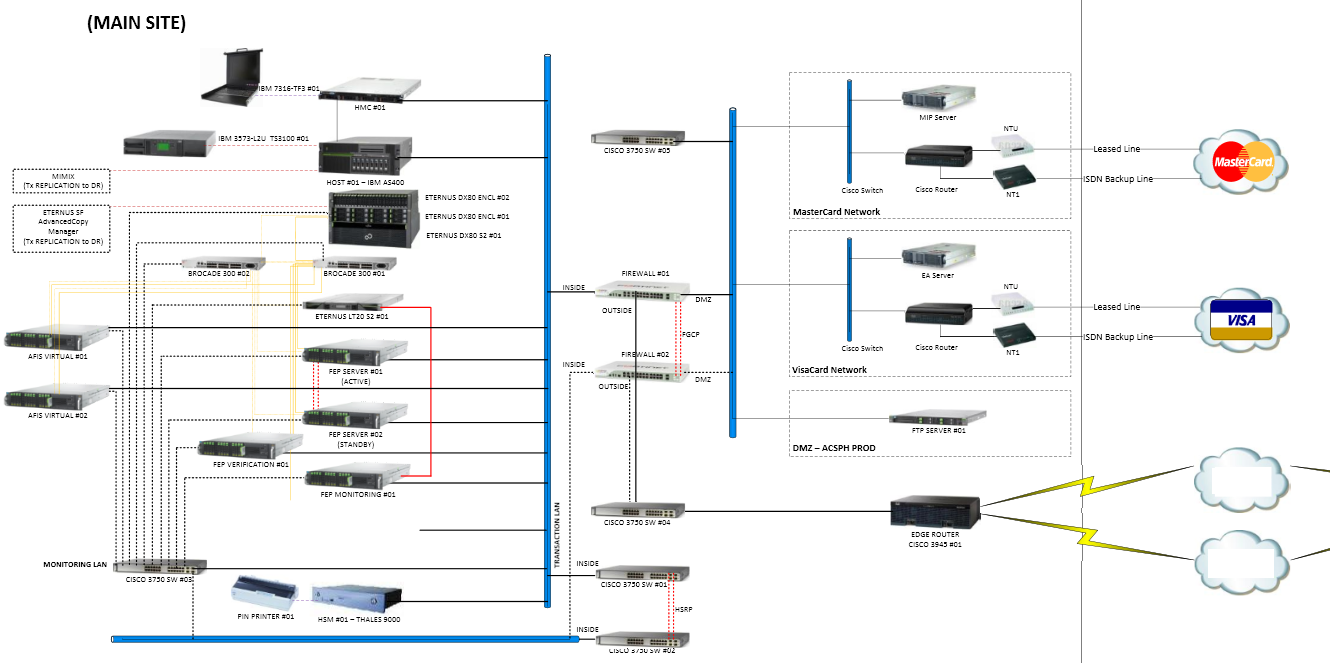 (MAIN SITE)
IBM 7316-TF3 #01
HMC #01
IBM 3573-L2U TS3100 #01
HOST #01 – IBM AS400
MIMIX
(Tx REPLICATION to DR)
ETERNUS SF
AdvancedCopy
Manager
(Tx REPLICATION to DR)
ETERNUS DX80 ENCL #02
ETERNUS DX80 ENCL #01
ETERNUS DX80 S2 #01
BROCADE 300 #02
BROCADE 300 #01
ETERNUS LT20 S2 #01
AFIS VIRTUAL #01
FEP SERVER #01
(ACTIVE)
AFIS VIRTUAL #02
FEP SERVER #02
(STANDBY)
FEP VERIFICATION #01
FEP MONITORING #01
MONITORING LAN
CISCO 3750 SW #03
PIN PRINTER #01
HSM #01 – THALES 9000
TRANSACTION LAN
CISCO 3750 SW #05
FIREWALL #01
INSIDE
DMZ
OUTSIDE
FGCP
FIREWALL #02
INSIDE
DMZ
OUTSIDE
CISCO 3750 SW #04
INSIDE
CISCO 3750 SW #01
HSRP
INSIDE
CISCO 3750 SW #02
MIP Server
NTU
Leased Line
MasterCard
Cisco Switch
Cisco Router
NT1
ISDN Backup Line
MasterCard Network
EA Server
NTU
Leased Line
VISA
Cisco Switch
Cisco Router
NT1
ISDN Backup Line
VisaCard Network
FTP SERVER #01
DMZ – ACSPH PROD
EDGE ROUTER
CISCO 3945 #01